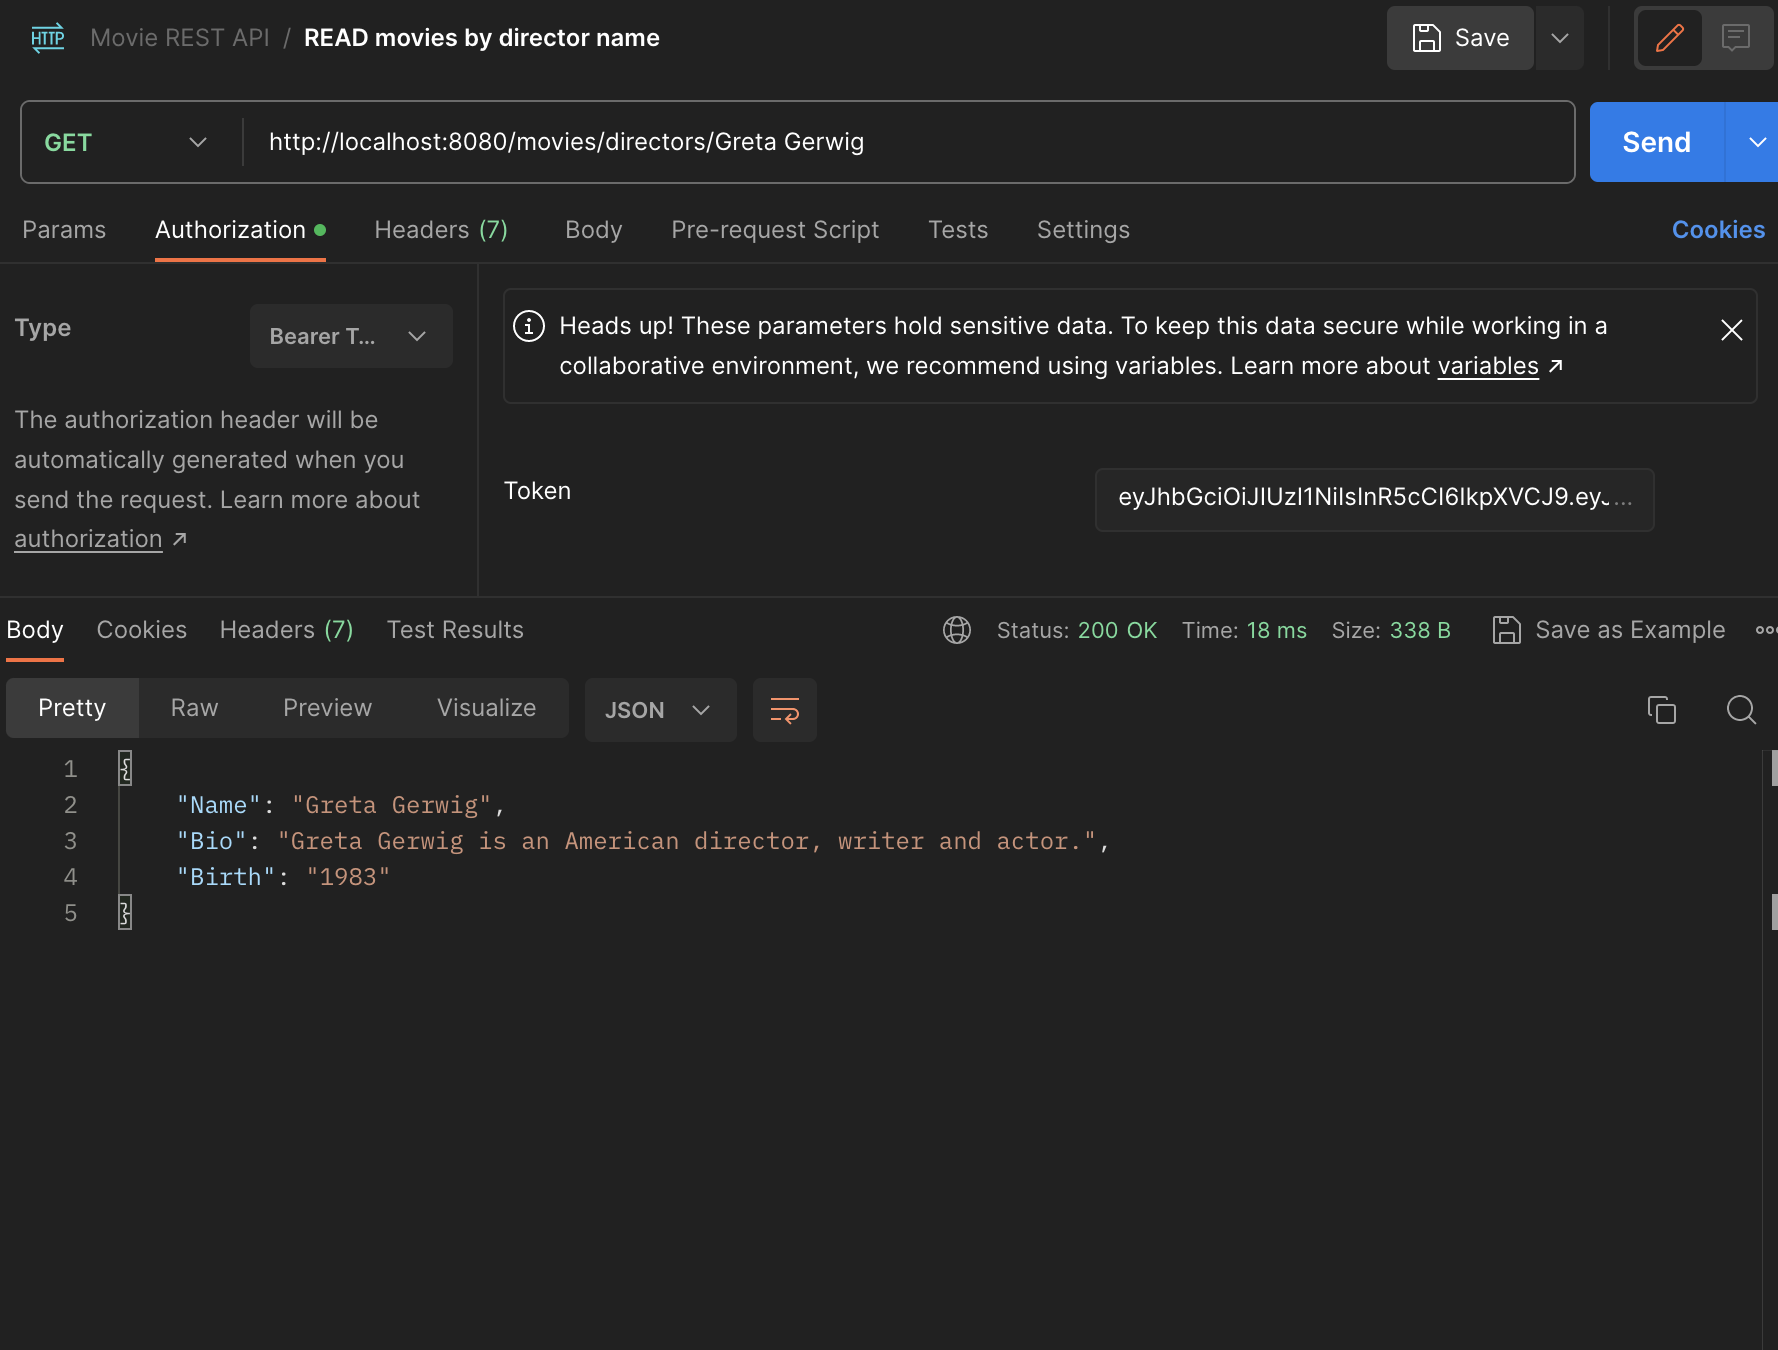 HTTP Movie REST API / READ movies by director name Save
GET http://localhost:8080/movies/directors/Greta Gerwig Send
Params Authorization Headers (7) Body Pre-request Script Tests Settings Cookies
Type Bearer T...
The authorization header will be
automatically generated when you
send the request. Learn more about
authorization ↗
Heads up! These parameters hold sensitive data. To keep this data secure while working in a
collaborative environment, we recommend using variables. Learn more about variables ↗
Token eyJhbGciOiJIUzI1NiIsInR5cCI6IkpXVCJ9.eyJ...
Body Cookies Headers (7) Test Results Status: 200 OK Time: 18 ms Size: 338 B Save as Example
Pretty Raw Preview Visualize JSON
1 {
2 "Name": "Greta Gerwig",
3 "Bio": "Greta Gerwig is an American director, writer and actor.",
4 "Birth": "1983"
5 }